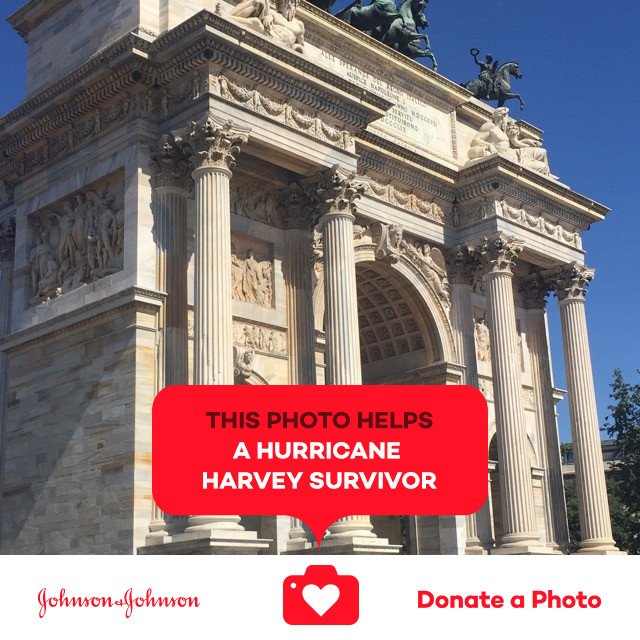 THIS PHOTO HELPS
A HURRICANE
HARVEY SURVIVOR
Johnson & Johnson
Donate a Photo